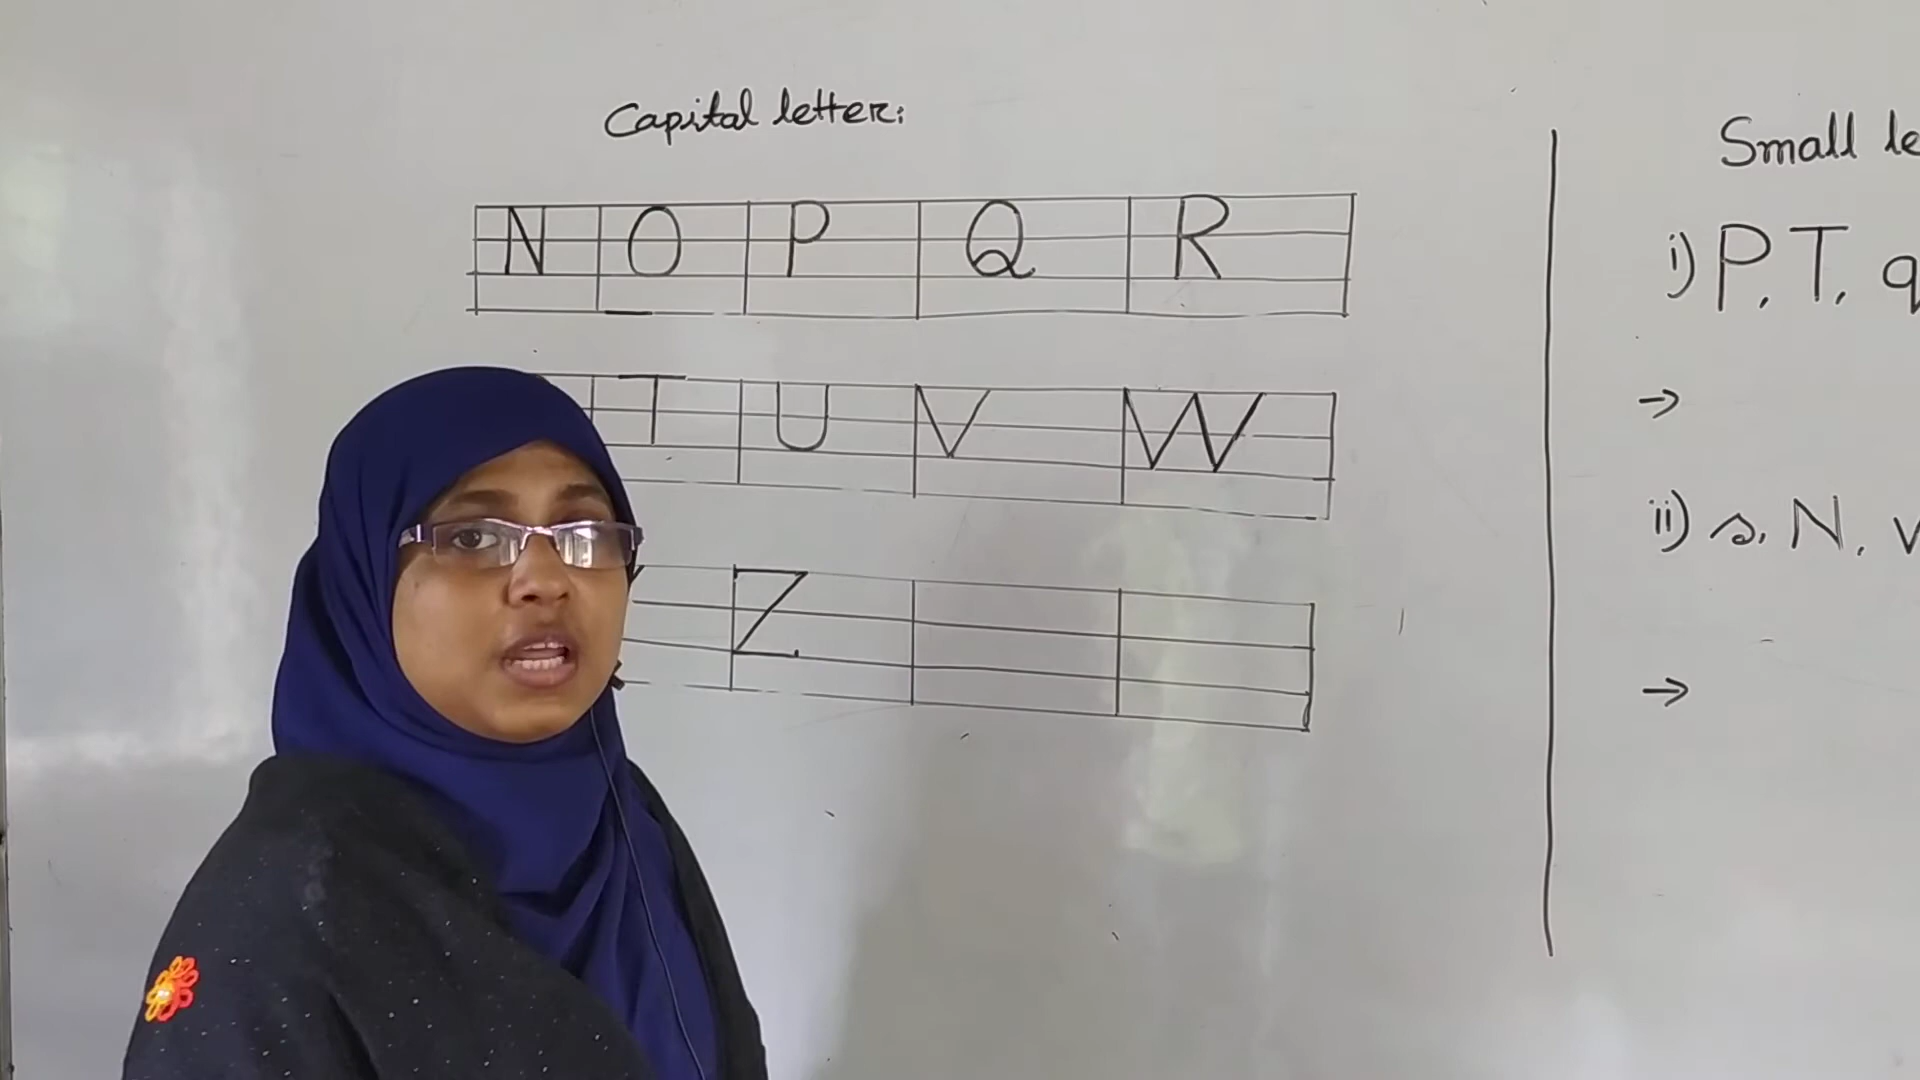 Capital letter:
N O P Q R
T U V W
Z
Small le
i) P, T, q
→
ii) s, N, v
→